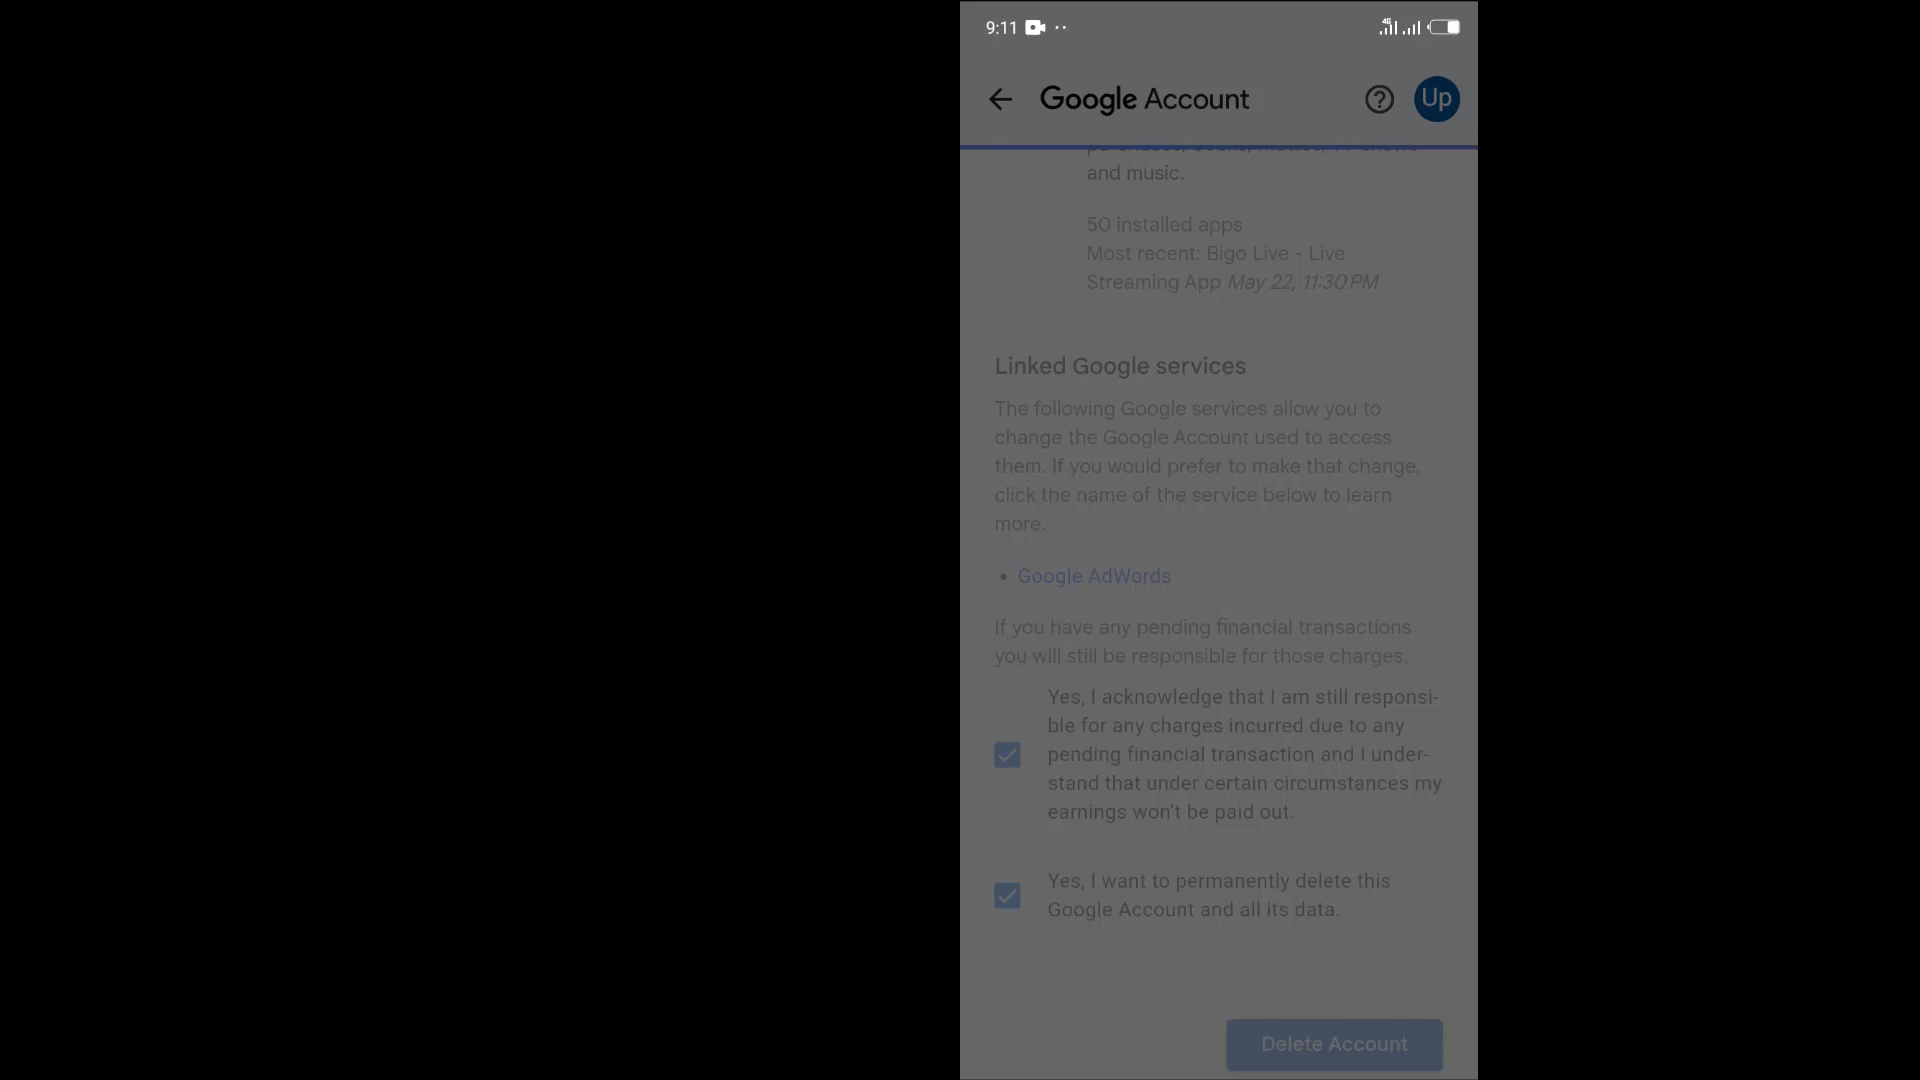 9:11
4G
Google Account
Up
and music.
50 installed apps
Most recent: Bigo Live - Live
Streaming App May 22, 11:30 PM
Linked Google services
The following Google services allow you to
change the Google Account used to access
them. If you would prefer to make that change,
click the name of the service below to learn
more.
• Google AdWords
If you have any pending financial transactions
you will still be responsible for those charges.
Yes, I acknowledge that I am still responsi-
ble for any charges incurred due to any
pending financial transaction and I under-
stand that under certain circumstances my
earnings won't be paid out.
Yes, I want to permanently delete this
Google Account and all its data.
Delete Account